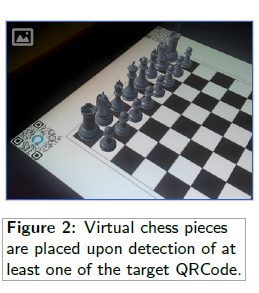 Figure 2: Virtual chess pieces
are placed upon detection of at
least one of the target QRCode.